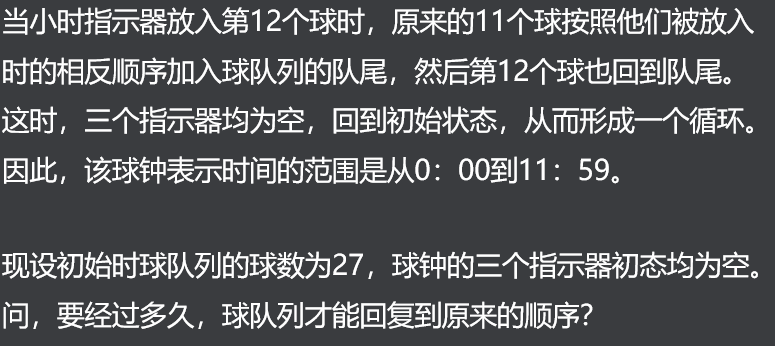 当小时指示器放入第12个球时，原来的11个球按照他们被放入
时的相反顺序加入球队列的队尾，然后第12个球也回到队尾。
这时，三个指示器均为空，回到初始状态，从而形成一个循环。
因此，该球钟表示时间的范围是从0：00到11：59。
现设初始时球队列的球数为27，球钟的三个指示器初态均为空。
问，要经过多久，球队列才能回复到原来的顺序？